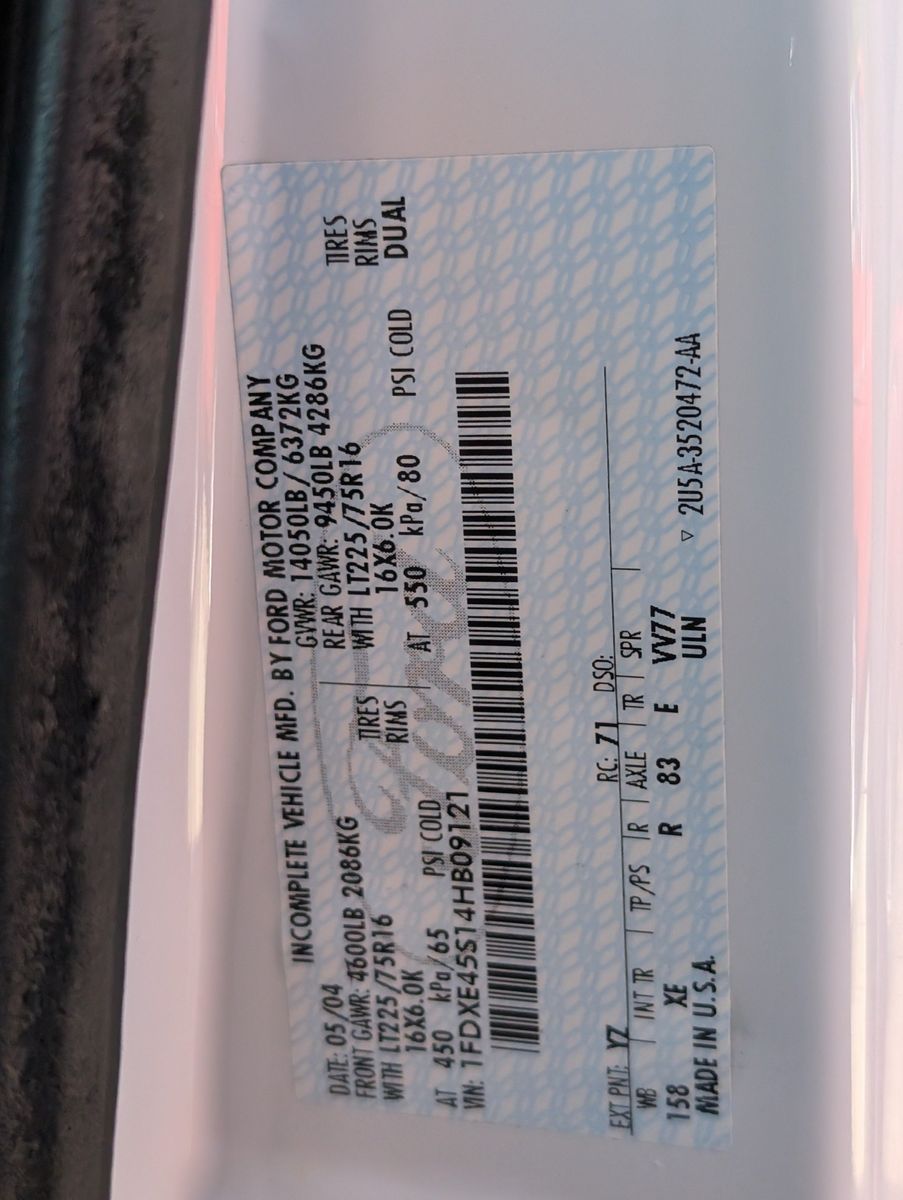 INCOMPLETE VEHICLE MFD. BY FORD MOTOR COMPANY
DATE: 05/04 GVWR: 14050LB/ 6372KG
FRONT GAWR: 4600LB 2086KG REAR GAWR: 9450LB 4286KG
WITH LT225/75R16 TIRES WITH LT225/75R16 TIRES
16X6.0K RIMS 16X6.0K RIMS
AT 450 kPa/65 PSI COLD AT 550 kPa/80 PSI COLD DUAL
VIN: 1FDXE45S14HB09121
Ford
EXT PNT: YZ RC: 71 DSO:
WB INT TR TP/PS R AXLE TR SPR
158 XE R 83 E VV77
MADE IN U.S.A. ULN
▽ 2U5A-3520472-AA